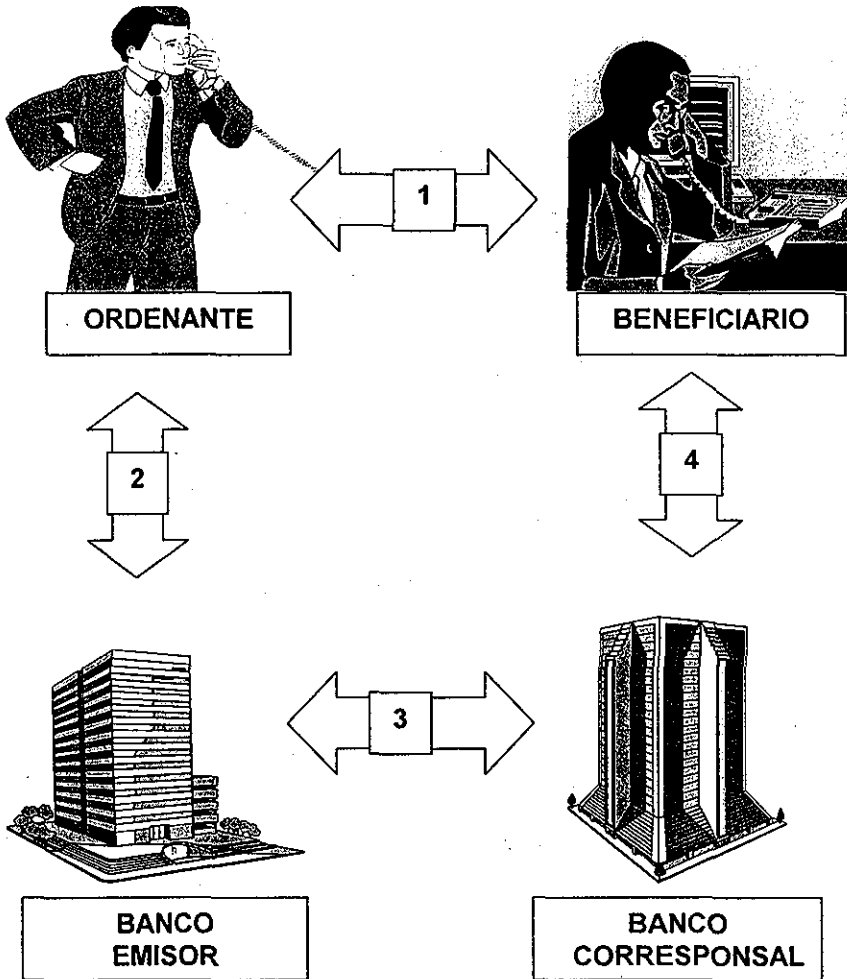 1
ORDENANTE
BENEFICIARIO
2
4
3
BANCO
EMISOR
BANCO
CORRESPONSAL